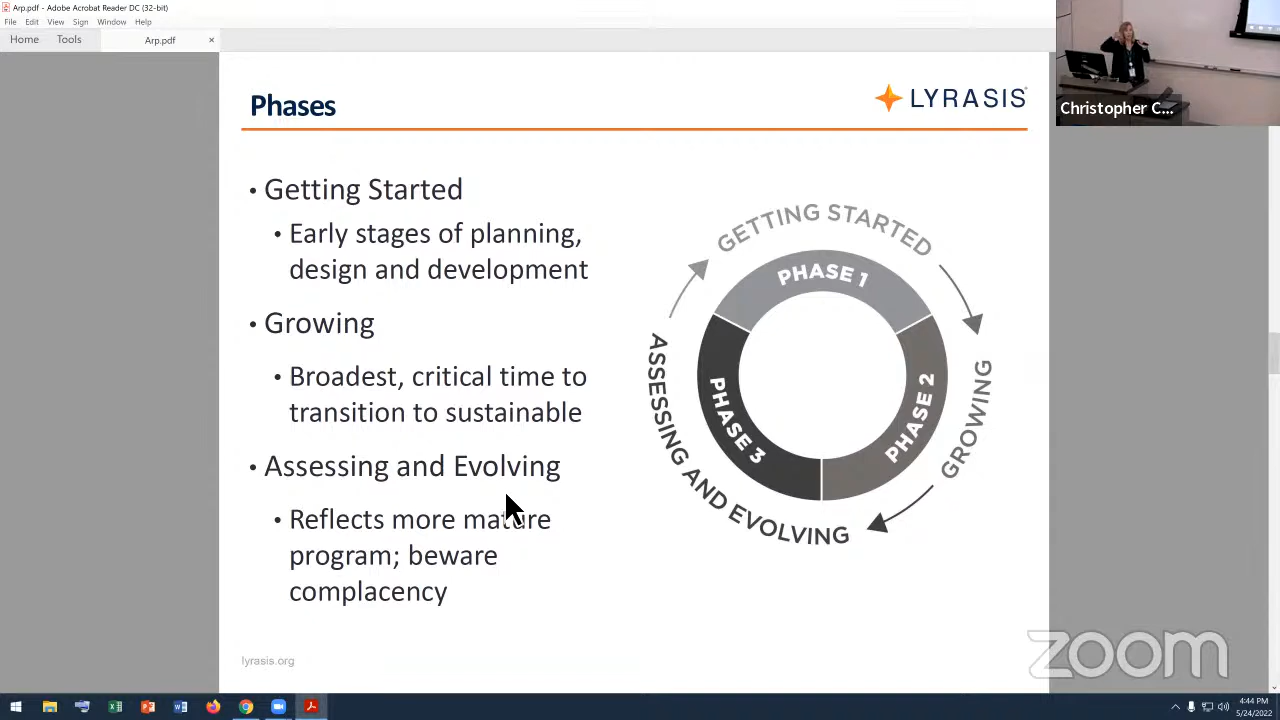 Arp.pdf - Adobe Acrobat Reader DC (32-bit)
File Edit View Sign Window Help
Home Tools Arp.pdf ×
Christopher C...
Phases
LYRASIS
• Getting Started
• Early stages of planning,
design and development
• Growing
• Broadest, critical time to
transition to sustainable
• Assessing and Evolving
• Reflects more mature
program; beware
complacency
GETTING STARTED
PHASE 1
PHASE 2
GROWING
PHASE 3
ASSESSING AND EVOLVING
lyrasis.org
zoom
4:44 PM
5/24/2022